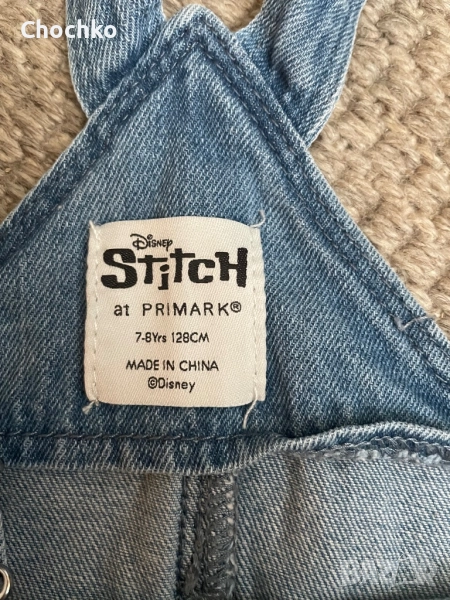 Chochko
Disney
Stitch
at PRIMARK®
7-8Yrs 128CM
MADE IN CHINA
©Disney